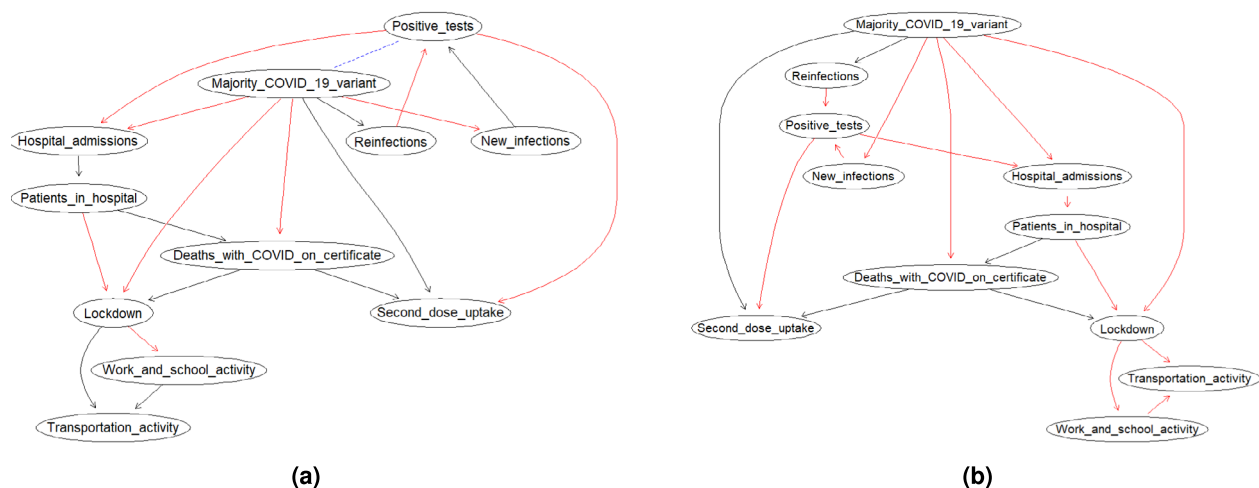 Positive_tests
Majority_COVID_19_variant
Hospital_admissions
Reinfections
New_infections
Patients_in_hospital
Deaths_with_COVID_on_certificate
Lockdown
Second_dose_uptake
Work_and_school_activity
Transportation_activity
(a)
Majority_COVID_19_variant
Reinfections
Positive_tests
New_infections
Hospital_admissions
Patients_in_hospital
Deaths_with_COVID_on_certificate
Second_dose_uptake
Lockdown
Transportation_activity
Work_and_school_activity
(b)